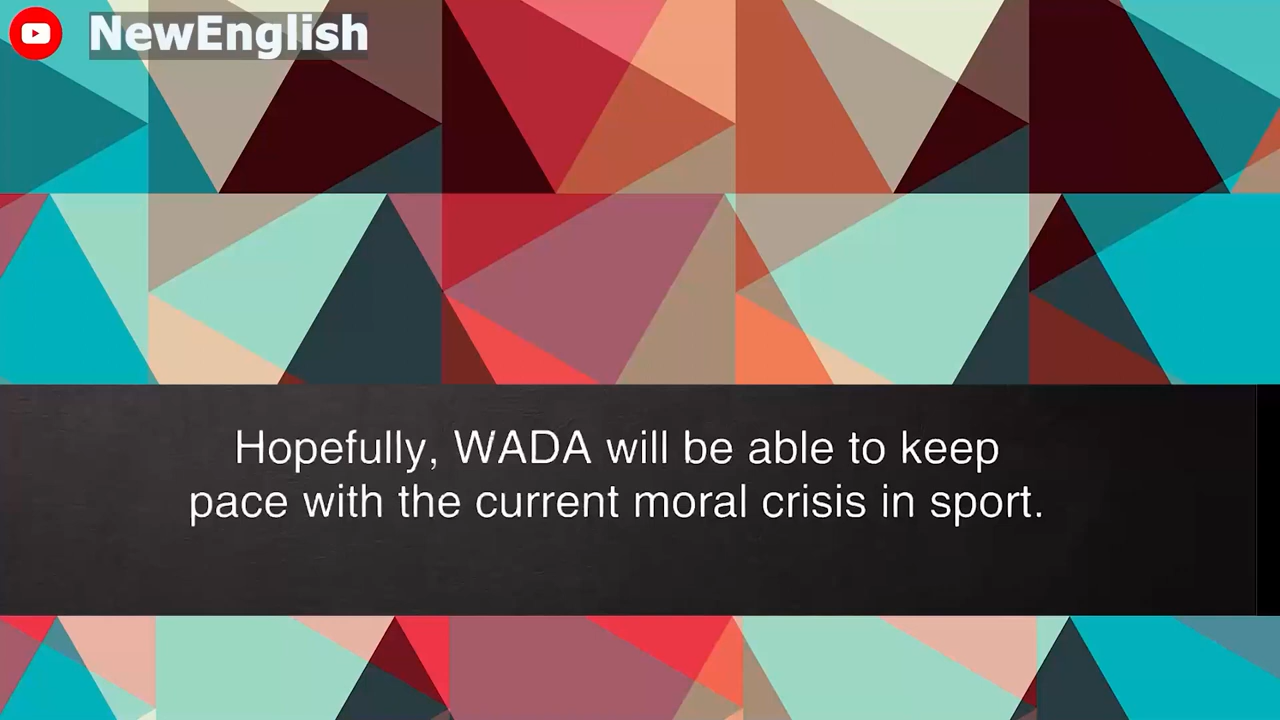 NewEnglish
Hopefully, WADA will be able to keep
pace with the current moral crisis in sport.